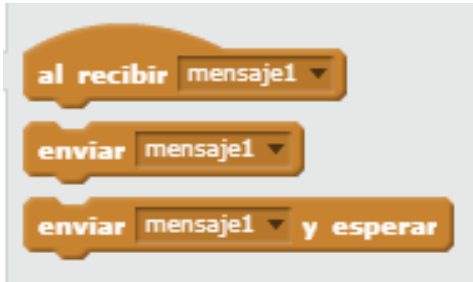 al recibir mensaje1
enviar mensaje1
enviar mensaje1 y esperar